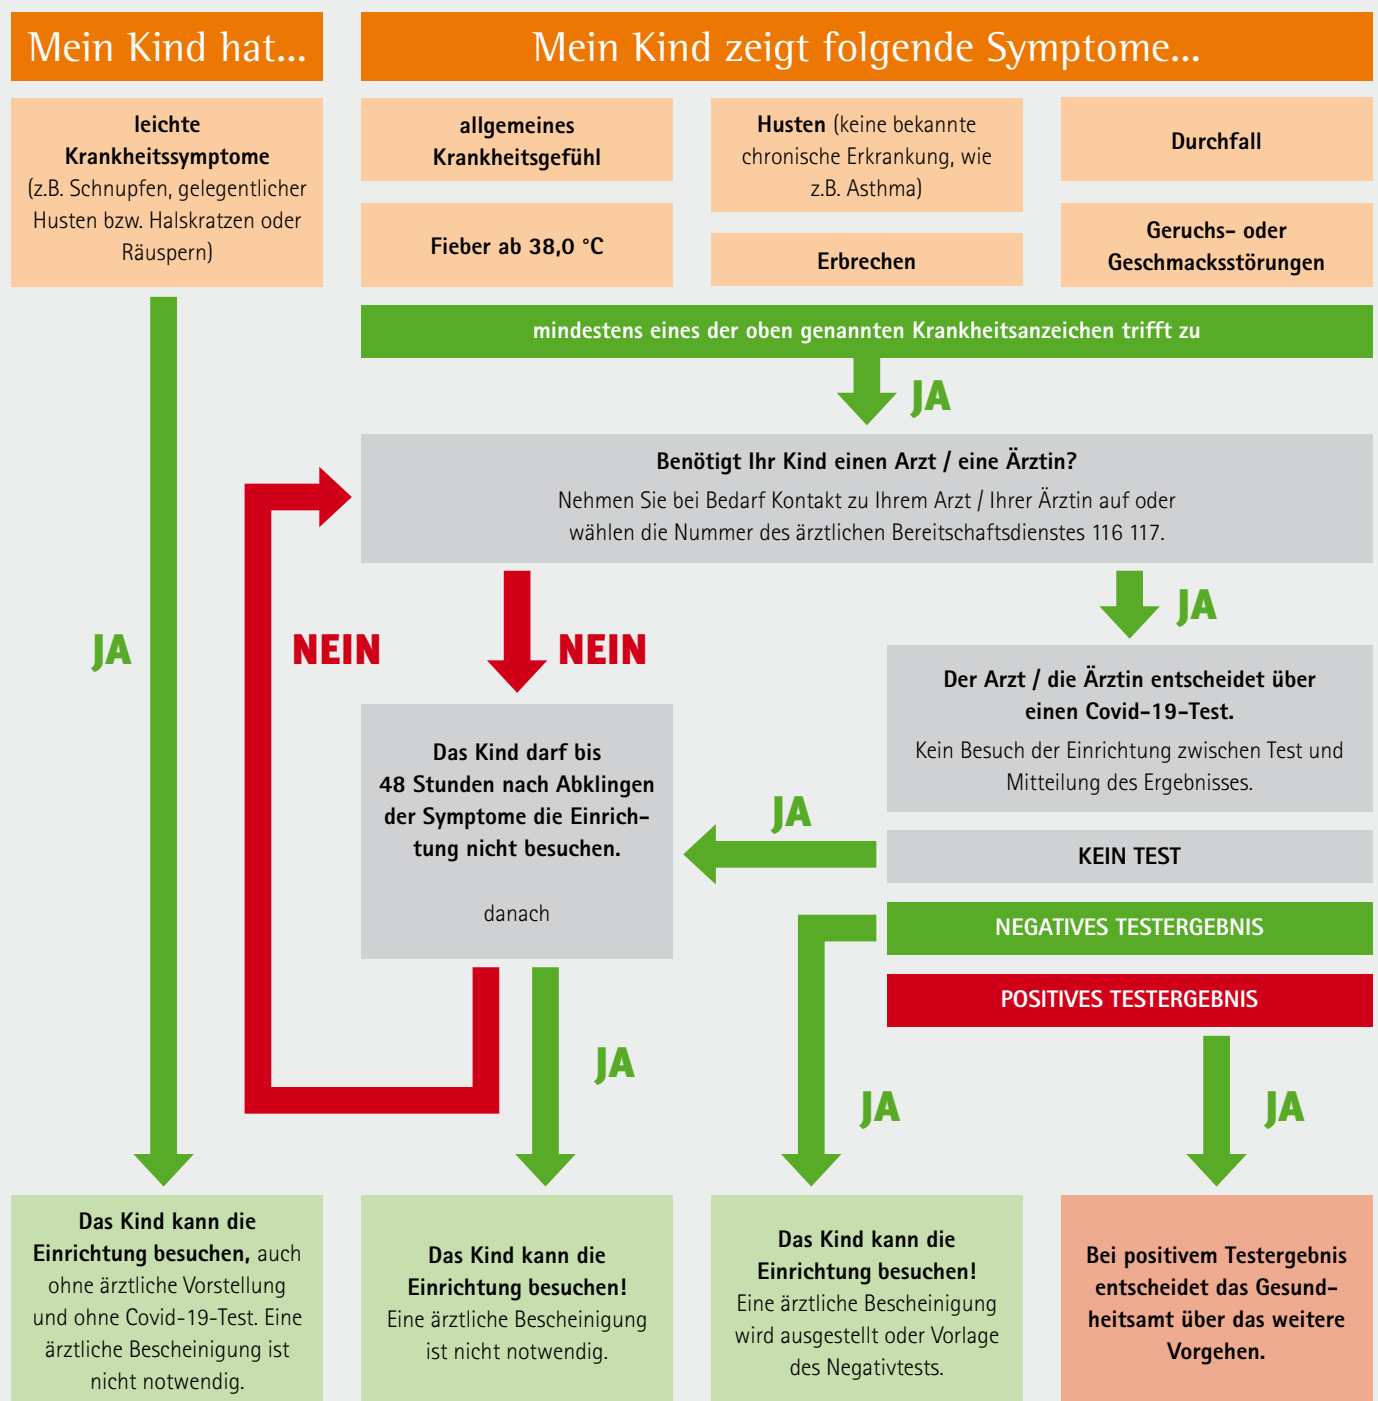 Mein Kind hat...
leichte
Krankheitssymptome
(z.B. Schnupfen, gelegentlicher
Husten bzw. Halskratzen oder
Räuspern)
Mein Kind zeigt folgende Symptome...
allgemeines
Krankheitsgefühl
Husten (keine bekannte
chronische Erkrankung, wie
z.B. Asthma)
Durchfall
Fieber ab 38,0 °C
Erbrechen
Geruchs- oder
Geschmacksstörungen
mindestens eines der oben genannten Krankheitsanzeichen trifft zu
JA
Benötigt Ihr Kind einen Arzt / eine Ärztin?
Nehmen Sie bei Bedarf Kontakt zu Ihrem Arzt / Ihrer Ärztin auf oder
wählen die Nummer des ärztlichen Bereitschaftsdienstes 116 117.
JA
JA
NEIN
NEIN
Der Arzt / die Ärztin entscheidet über
einen Covid-19-Test.
Kein Besuch der Einrichtung zwischen Test und
Mitteilung des Ergebnisses.
Das Kind darf bis
48 Stunden nach Abklingen
der Symptome die Einrich-
tung nicht besuchen.
danach
JA
KEIN TEST
NEGATIVES TESTERGEBNIS
POSITIVES TESTERGEBNIS
JA
JA
JA
Das Kind kann die
Einrichtung besuchen, auch
ohne ärztliche Vorstellung
und ohne Covid-19-Test. Eine
ärztliche Bescheinigung ist
nicht notwendig.
Das Kind kann die
Einrichtung besuchen!
Eine ärztliche Bescheinigung
ist nicht notwendig.
Das Kind kann die
Einrichtung besuchen!
Eine ärztliche Bescheinigung
wird ausgestellt oder Vorlage
des Negativtests.
Bei positivem Testergebnis
entscheidet das Gesund-
heitsamt über das weitere
Vorgehen.